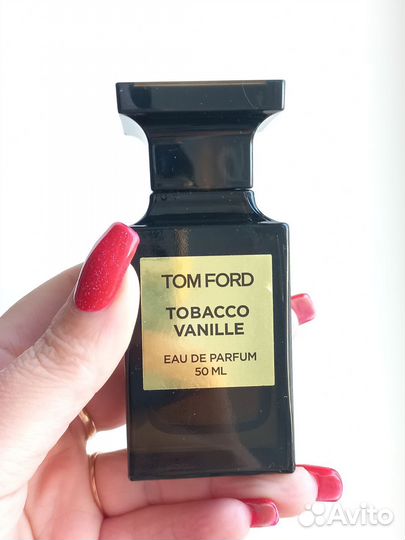 TOM FORD
TOBACCO
VANILLE
EAU DE PARFUM
50 ML
Avito